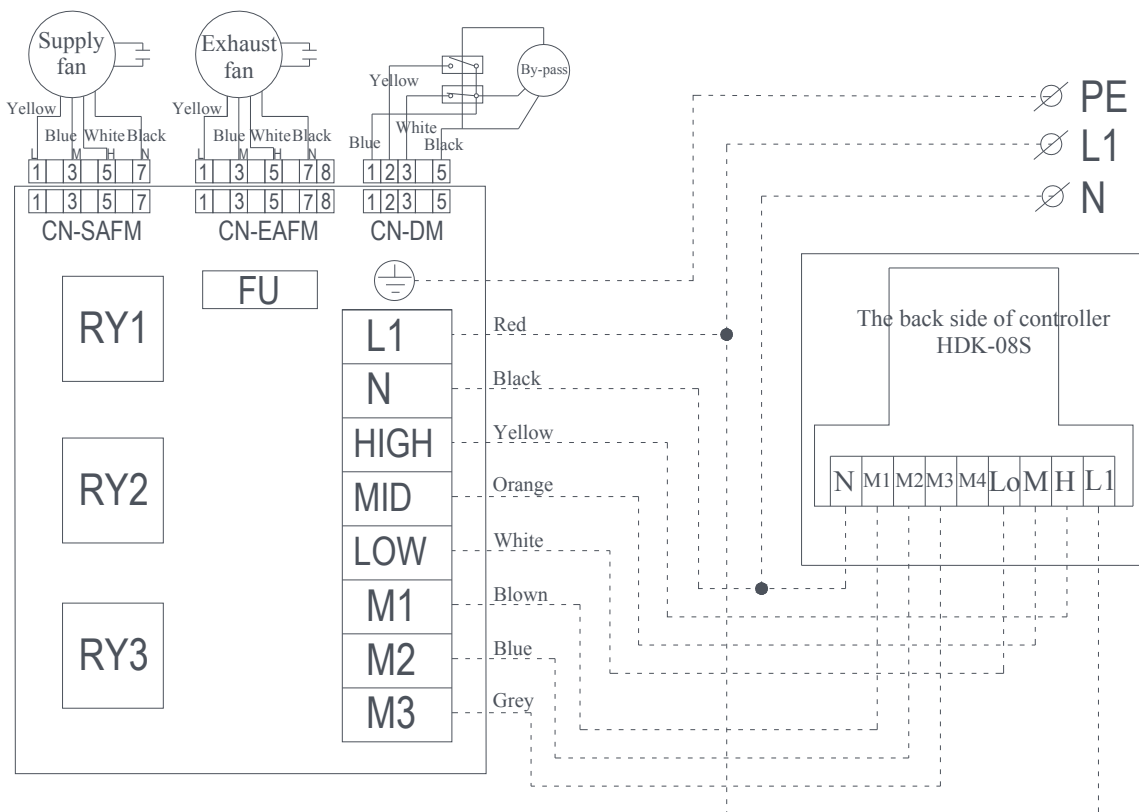 Supply
fan
Exhaust
fan
By-pass
Yellow
Blue
White
Black
L
M
H
N
Yellow
Blue
White
Black
L
M
H
N
Yellow
White
Blue
Black
1 3 5 7
1 3 5 7 8
1 2 3 5
1 3 5 7
1 3 5 7 8
1 2 3 5
CN-SAFM
CN-EAFM
CN-DM
PE
L1
N
FU
RY1
RY2
RY3
L1
Red
N
Black
HIGH
Yellow
MID
Orange
LOW
White
M1
Blown
M2
Blue
M3
Grey
The back side of controller
HDK-08S
N M1 M2 M3 M4 Lo M H L1